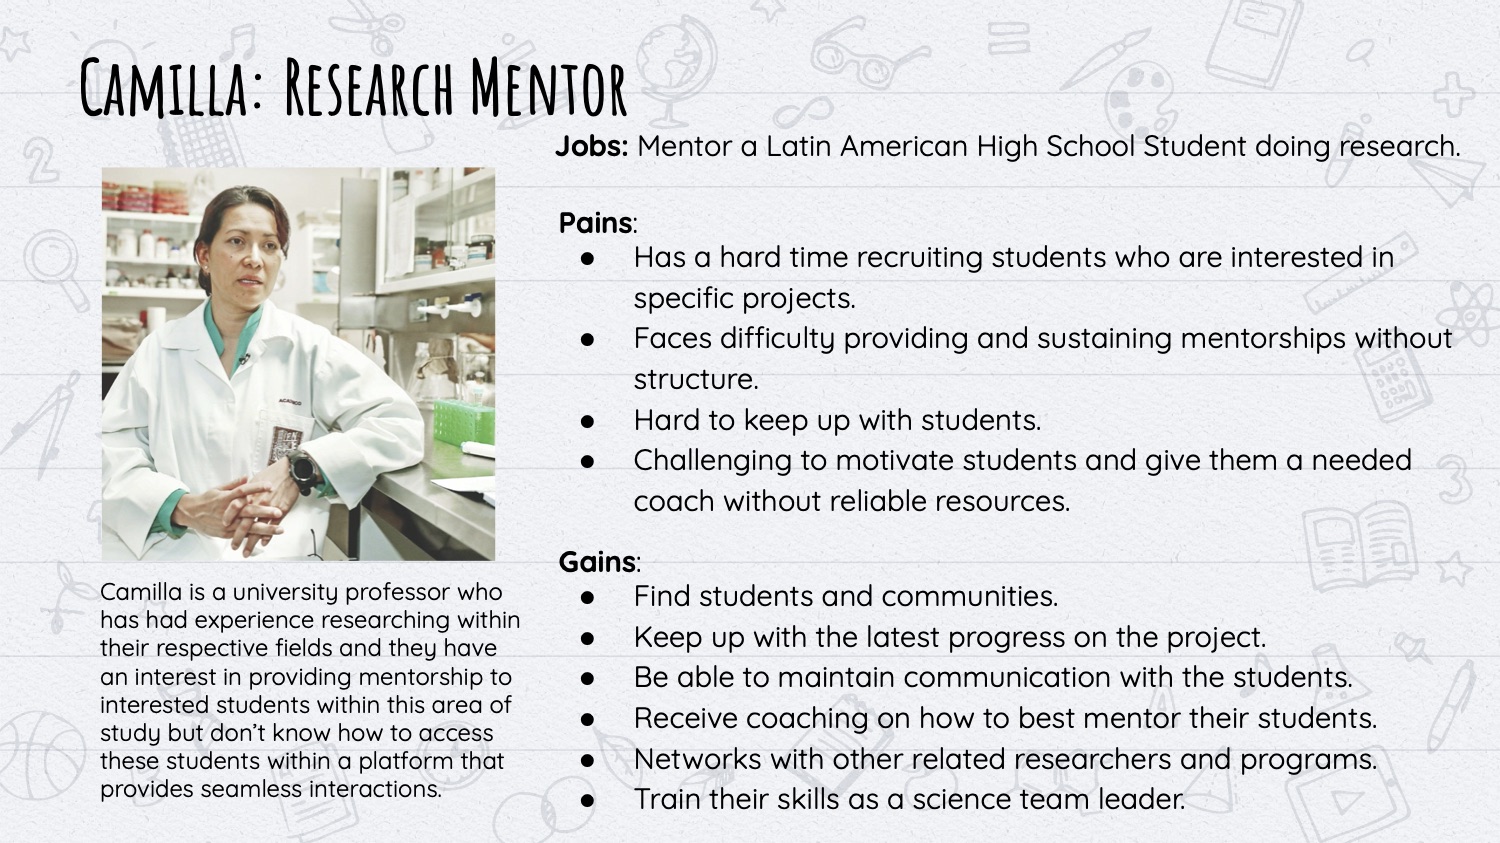 Camilla: Research Mentor
Jobs: Mentor a Latin American High School Student doing research.
Pains:
● Has a hard time recruiting students who are interested in
specific projects.
● Faces difficulty providing and sustaining mentorships without
structure.
● Hard to keep up with students.
● Challenging to motivate students and give them a needed
coach without reliable resources.
Gains:
● Find students and communities.
● Keep up with the latest progress on the project.
● Be able to maintain communication with the students.
● Receive coaching on how to best mentor their students.
● Networks with other related researchers and programs.
● Train their skills as a science team leader.
Camilla is a university professor who
has had experience researching within
their respective fields and they have
an interest in providing mentorship to
interested students within this area of
study but don’t know how to access
these students within a platform that
provides seamless interactions.
2
3